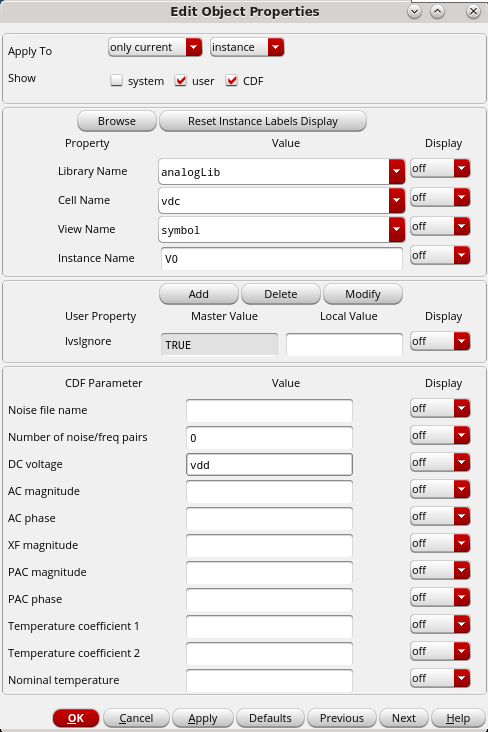 Edit Object Properties
Apply To only current instance
Show system user CDF
Browse Reset Instance Labels Display
Property Value Display
Library Name analogLib off
Cell Name vdc off
View Name symbol off
Instance Name V0 off
Add Delete Modify
User Property Master Value Local Value Display
lvsIgnore TRUE off
CDF Parameter Value Display
Noise file name off
Number of noise/freq pairs 0 off
DC voltage vdd off
AC magnitude off
AC phase off
XF magnitude off
PAC magnitude off
PAC phase off
Temperature coefficient 1 off
Temperature coefficient 2 off
Nominal temperature off
OK Cancel Apply Defaults Previous Next Help